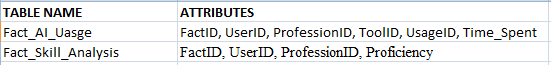 TABLE NAME ATTRIBUTES
Fact_AI_Uasge FactID, UserID, ProfessionID, ToolID, UsageID, Time_Spent
Fact_Skill_Analysis FactID, UserID, ProfessionID, Proficiency